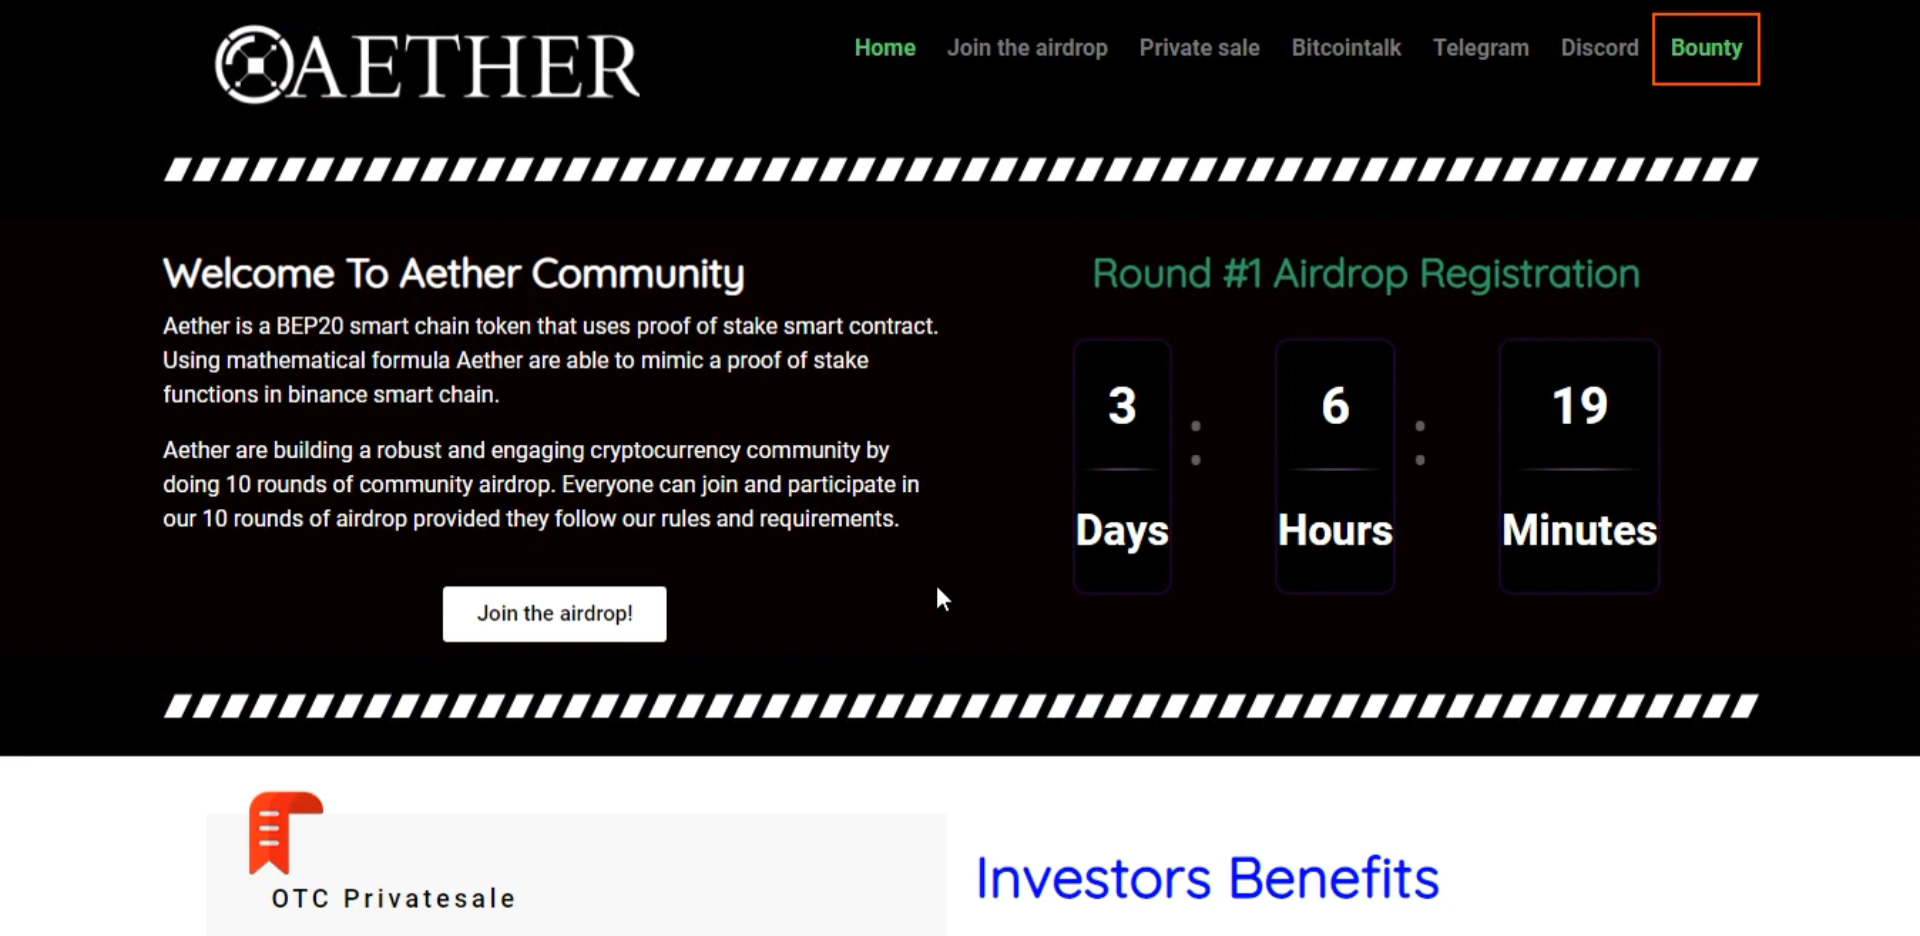 AETHER
Home Join the airdrop Private sale Bitcointalk Telegram Discord Bounty
Welcome To Aether Community
Aether is a BEP20 smart chain token that uses proof of stake smart contract.
Using mathematical formula Aether are able to mimic a proof of stake
functions in binance smart chain.
Aether are building a robust and engaging cryptocurrency community by
doing 10 rounds of community airdrop. Everyone can join and participate in
our 10 rounds of airdrop provided they follow our rules and requirements.
Join the airdrop!
Round #1 Airdrop Registration
3 : 6 : 19
Days Hours Minutes
OTC Privatesale
Investors Benefits